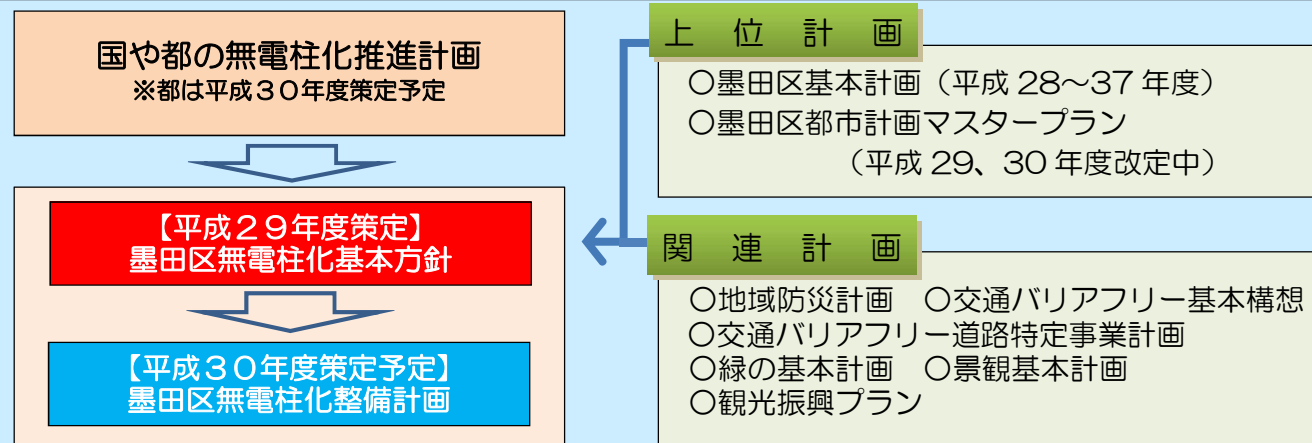 国や都の無電柱化推進計画
※都は平成３０年度策定予定
【平成２９年度策定】
墨田区無電柱化基本方針
【平成３０年度策定予定】
墨田区無電柱化整備計画
上　位　計　画
〇墨田区基本計画（平成 28～37 年度）
〇墨田区都市計画マスタープラン
（平成 29、30 年度改定中）
関　連　計　画
〇地域防災計画　〇交通バリアフリー基本構想
〇交通バリアフリー道路特定事業計画
〇緑の基本計画　〇景観基本計画
〇観光振興プラン